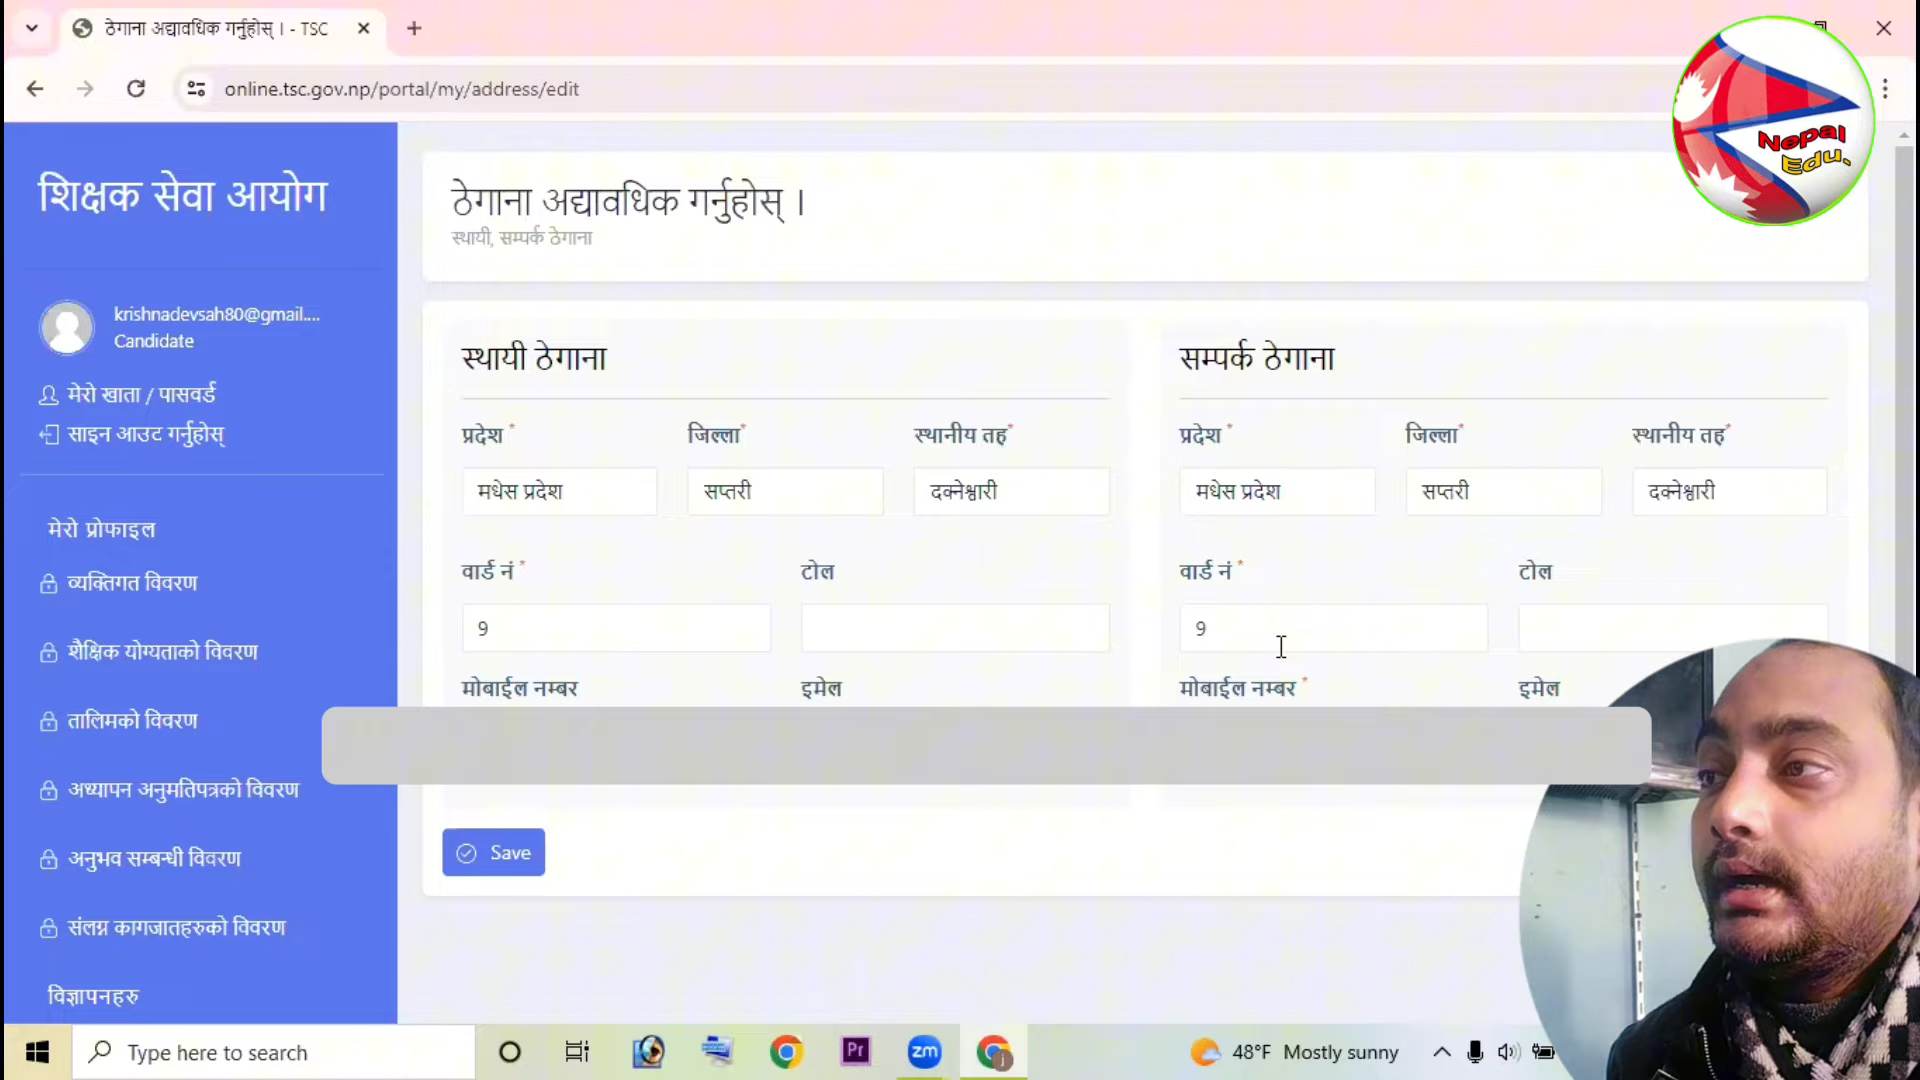 ठेगाना अद्यावधिक गर्नुहोस् । - TSC
online.tsc.gov.np/portal/my/address/edit
Nepal
Edu.
शिक्षक सेवा आयोग
krishnadevsah80@gmail....
Candidate
मेरो खाता / पासवर्ड
साइन आउट गर्नुहोस्
मेरो प्रोफाइल
व्यक्तिगत विवरण
शैक्षिक योग्यताको विवरण
तालिमको विवरण
अध्यापन अनुमतिपत्रको विवरण
अनुभव सम्बन्धी विवरण
संलग्न कागजातहरुको विवरण
विज्ञापनहरु
ठेगाना अद्यावधिक गर्नुहोस् ।
स्थायी, सम्पर्क ठेगाना
स्थायी ठेगाना
प्रदेश * जिल्ला* स्थानीय तह*
मधेस प्रदेश सप्तरी दक्नेश्वारी
वार्ड नं * टोल
9
मोबाईल नम्बर इमेल
सम्पर्क ठेगाना
प्रदेश * जिल्ला* स्थानीय तह*
मधेस प्रदेश सप्तरी दक्नेश्वारी
वार्ड नं * टोल
9
मोबाईल नम्बर * इमेल
Save
Type here to search
Pr
zm
48°F Mostly sunny